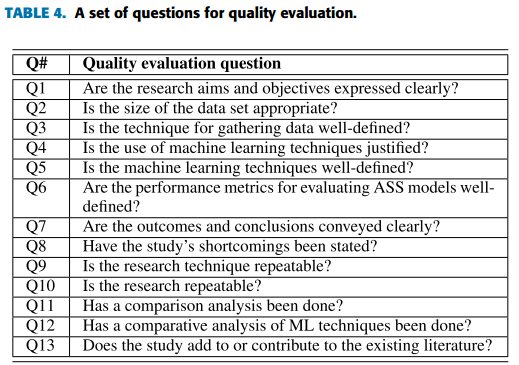 TABLE 4. A set of questions for quality evaluation.
Q# Quality evaluation question
Q1 Are the research aims and objectives expressed clearly?
Q2 Is the size of the data set appropriate?
Q3 Is the technique for gathering data well-defined?
Q4 Is the use of machine learning techniques justified?
Q5 Is the machine learning techniques well-defined?
Q6 Are the performance metrics for evaluating ASS models well-
defined?
Q7 Are the outcomes and conclusions conveyed clearly?
Q8 Have the study's shortcomings been stated?
Q9 Is the research technique repeatable?
Q10 Is the research repeatable?
Q11 Has a comparison analysis been done?
Q12 Has a comparative analysis of ML techniques been done?
Q13 Does the study add to or contribute to the existing literature?